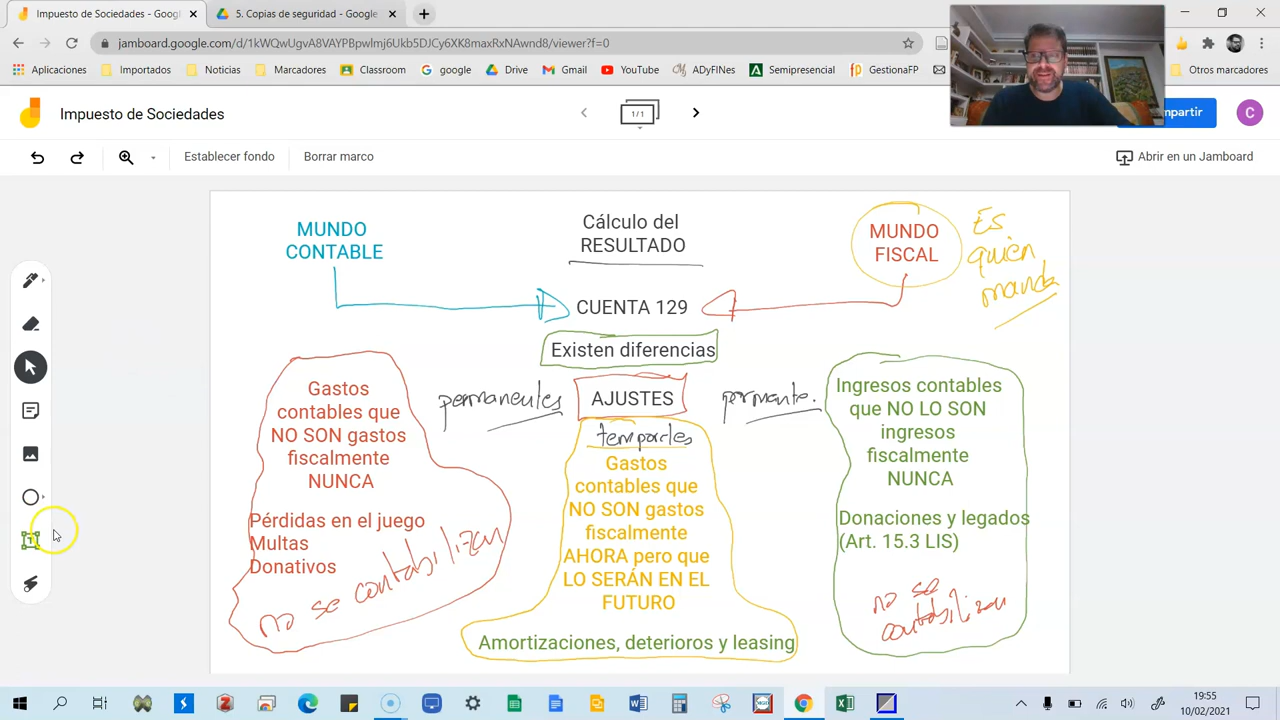 Impuesto de Sociedades - Goog
5. Copias de seguridad - Google
jamboard.google.com/d/1kWQwUgvA8VAYPBpwlmj6Ukb5DJCy6XK8maxRxNAwnd8/viewer?f=0
Aplicaciones
Importados
Noticias
Marcadores
google
Drive
Gmail
ADyFINes
GestionaFP
Otros marcadores
Impuesto de Sociedades
1/1
C
Establecer fondo
Borrar marco
Abrir en un Jamboard
MUNDO
CONTABLE
Cálculo del
RESULTADO
MUNDO
FISCAL
Es
quien
manda
CUENTA 129
Existen diferencias
permanentes
AJUSTES
permante.
Gastos
contables que
NO SON gastos
fiscalmente
NUNCA
Pérdidas en el juego
Multas
Donativos
no se contabilizan
temporles
Gastos
contables que
NO SON gastos
fiscalmente
AHORA pero que
LO SERÁN EN EL
FUTURO
Amortizaciones, deterioros y leasing
Ingresos contables
que NO LO SON
ingresos
fiscalmente
NUNCA
Donaciones y legados
(Art. 15.3 LIS)
no se
contabilizan
19:55
10/02/2021